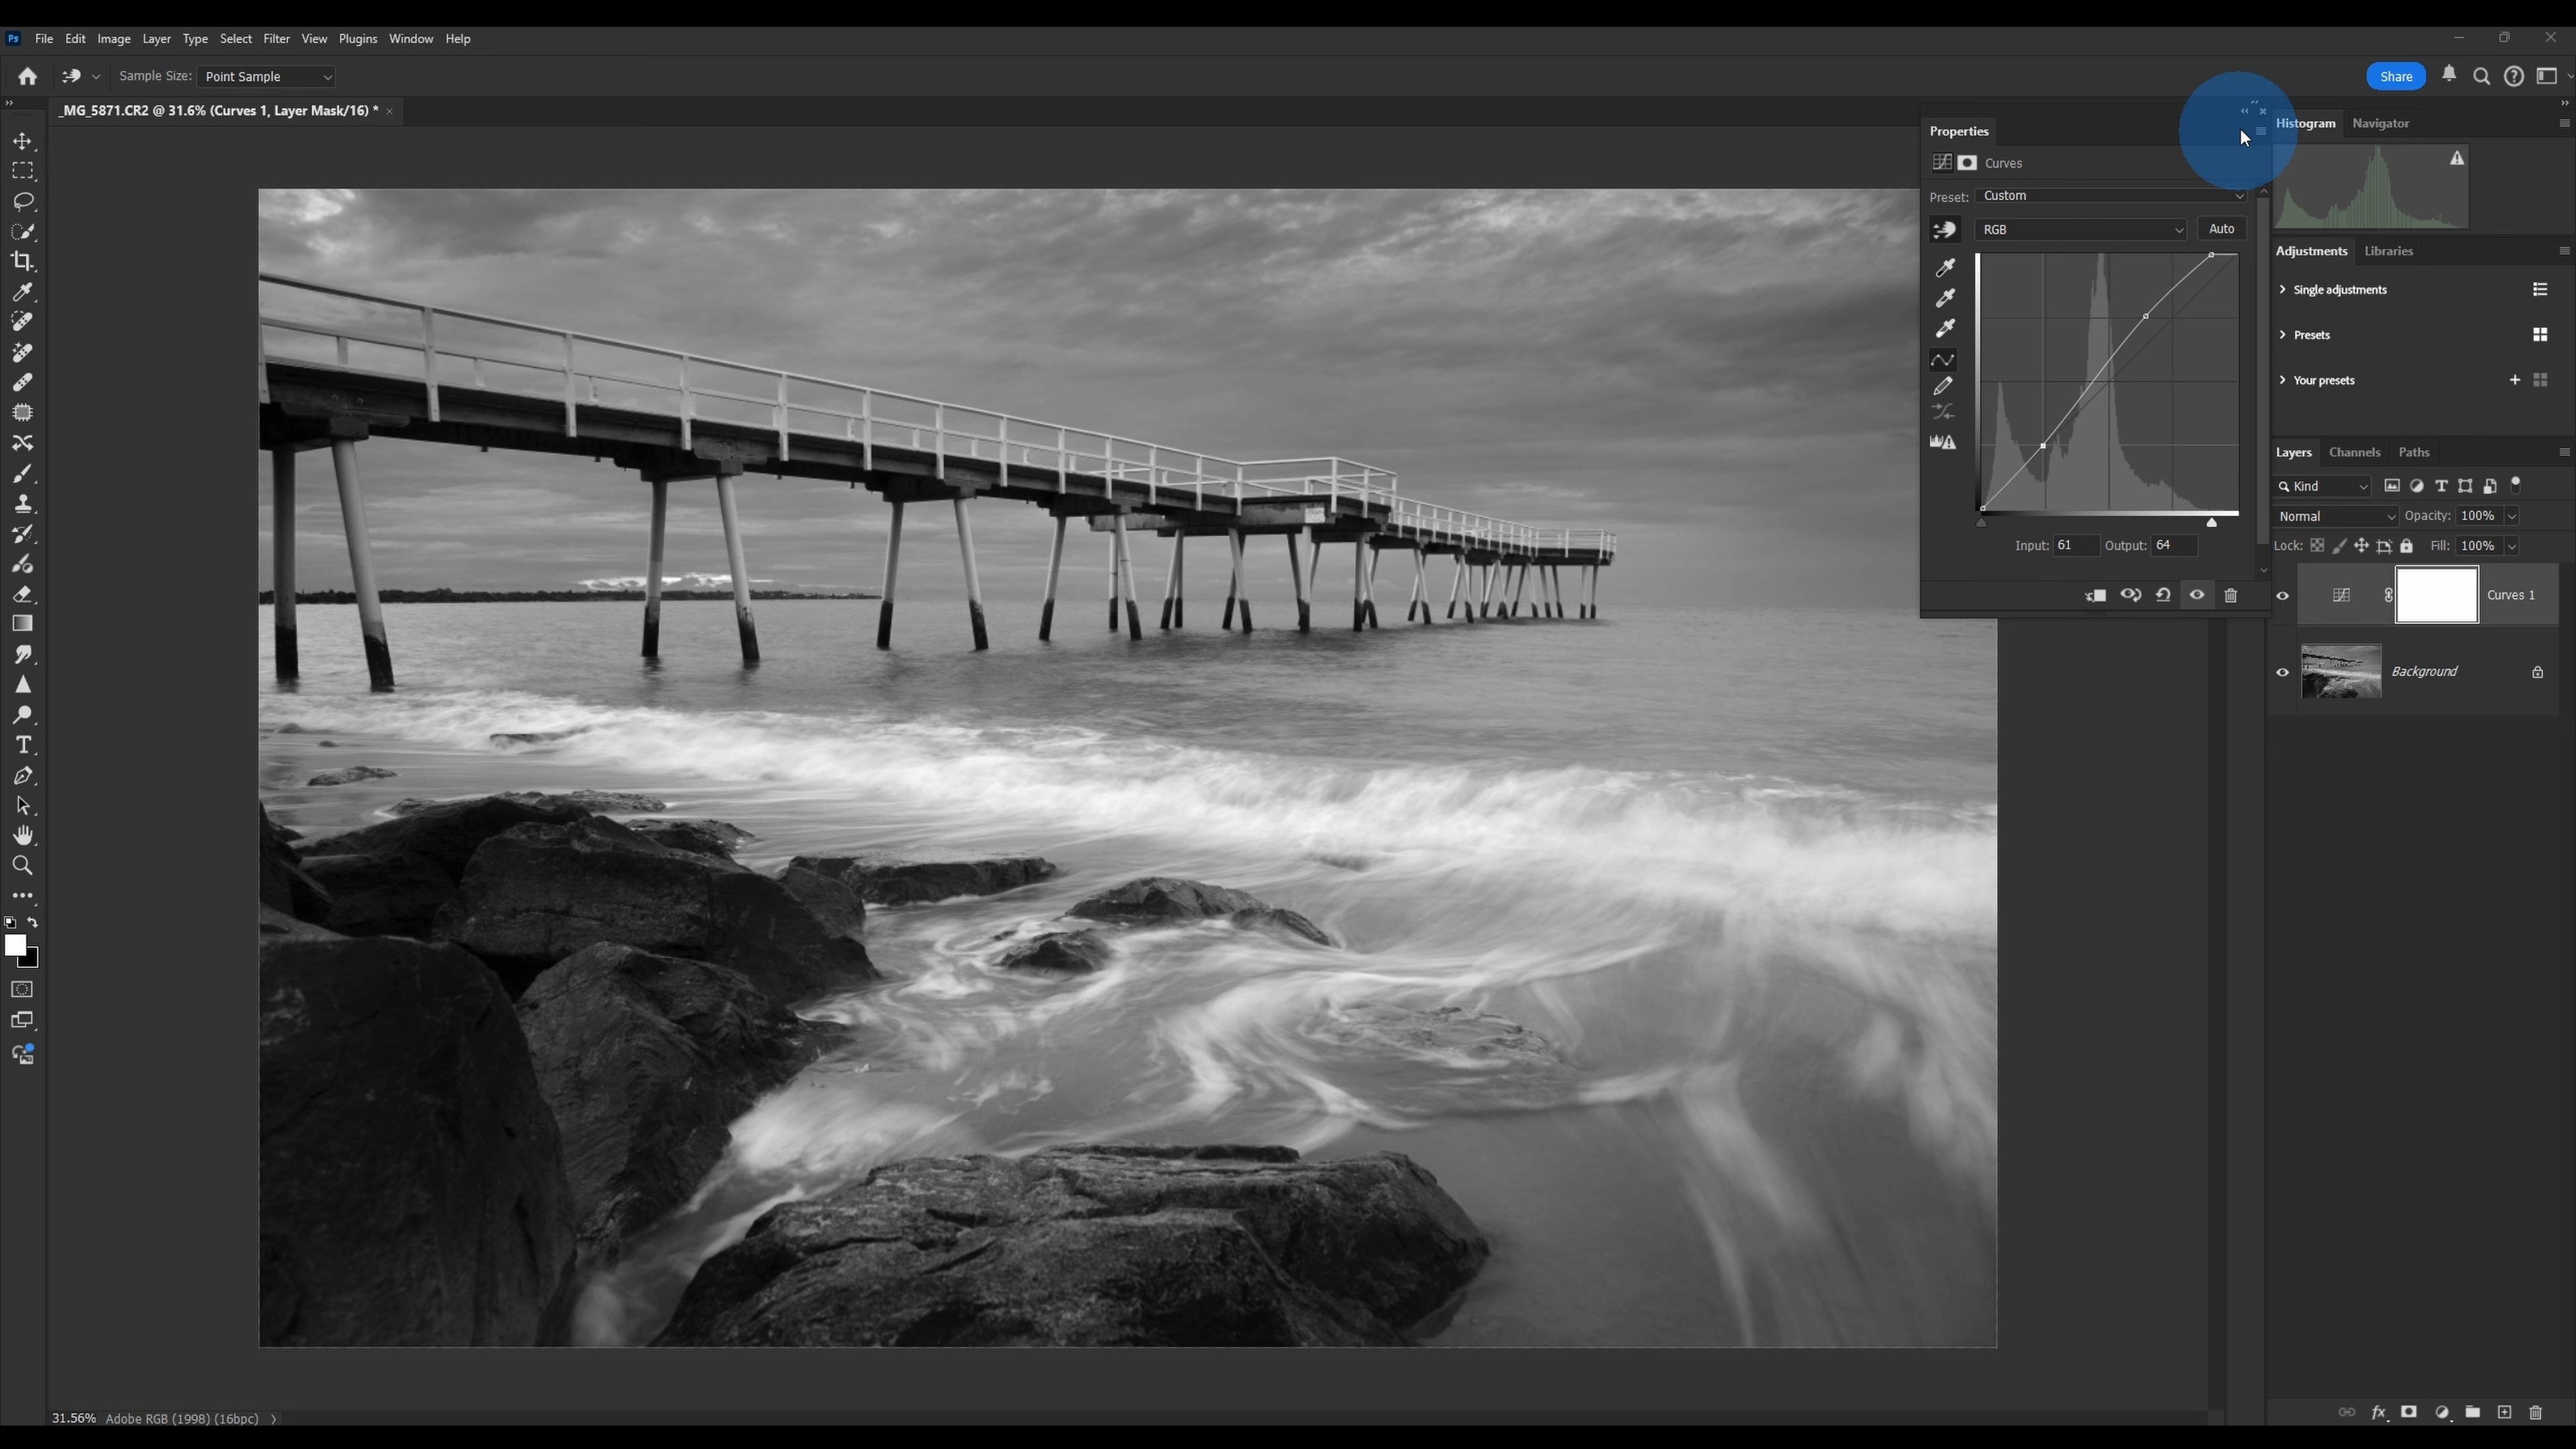 Ps File Edit Image Layer Type Select Filter View Plugins Window Help
Sample Size: Point Sample Share
_MG_5871.CR2 @ 31.6% (Curves 1, Layer Mask/16) * ×
Histogram Navigator
Properties
Curves
Preset: Custom
RGB Auto
Adjustments Libraries
Single adjustments
Presets
Your presets
Input: 61 Output: 64
Layers Channels Paths
Kind
Normal Opacity: 100%
Lock: Fill: 100%
Curves 1
Background
31.56% Adobe RGB (1998) (16bpc)